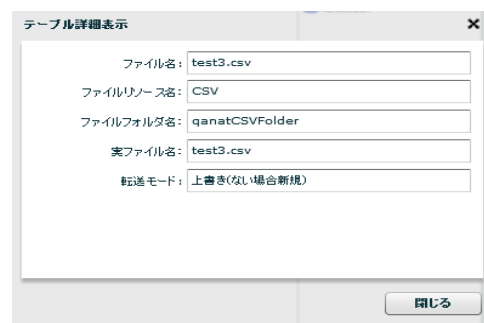 テーブル詳細表示
ファイル名: test3.csv
ファイルリソース名: CSV
ファイルフォルダ名: qanatCSVFolder
実ファイル名: test3.csv
転送モード: 上書き(ない場合新規)
閉じる